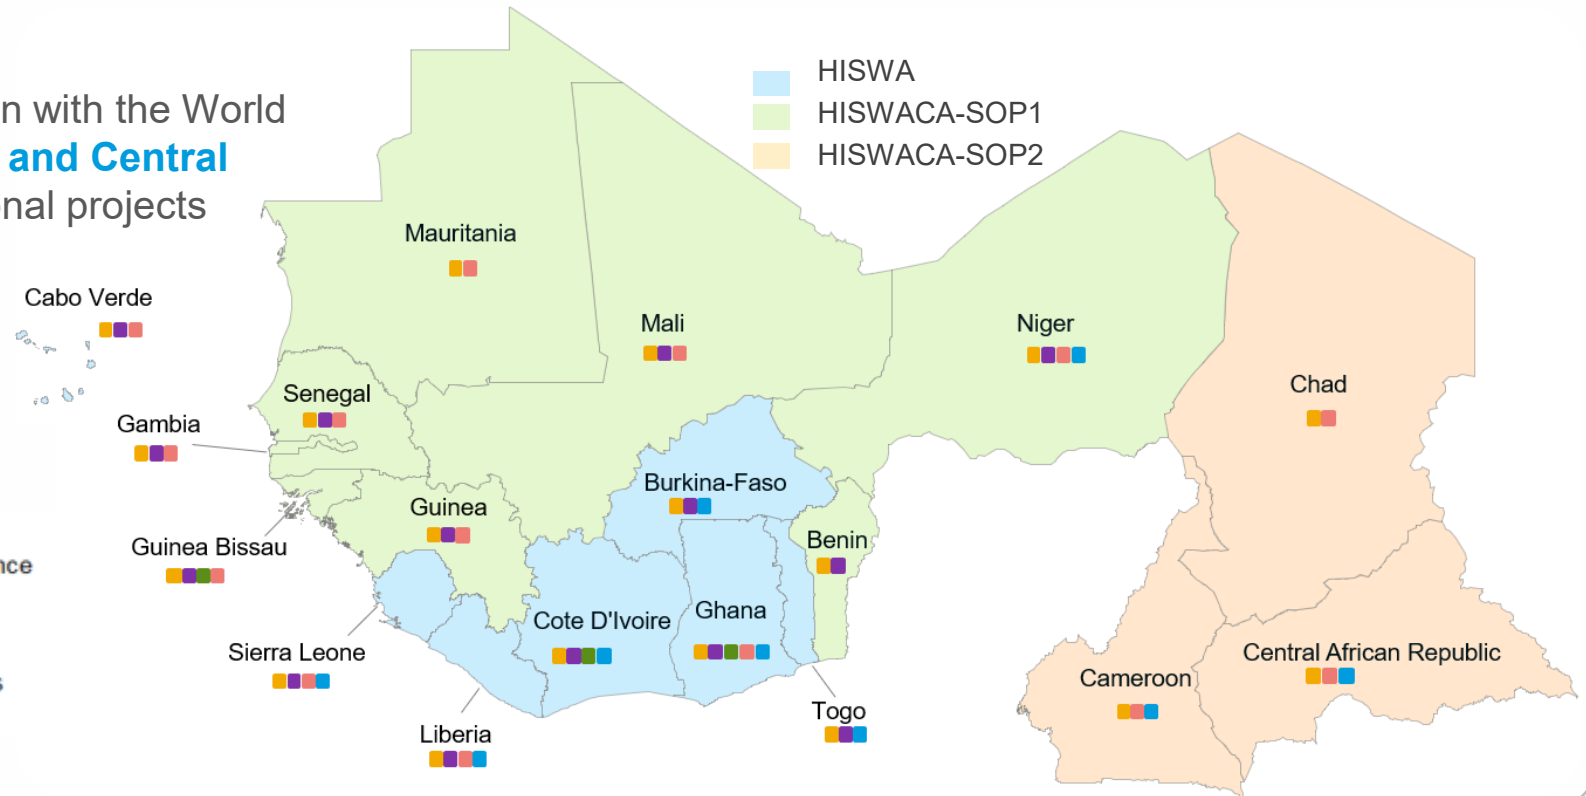 n with the World
and Central
nal projects
HISWA
HISWACA-SOP1
HISWACA-SOP2
Mauritania
Cabo Verde
Mali
Niger
Chad
Senegal
Gambia
Burkina-Faso
Guinea
Benin
Guinea Bissau
nce
Cote D'Ivoire
Ghana
Sierra Leone
Central African Republic
Cameroon
s
Togo
Liberia